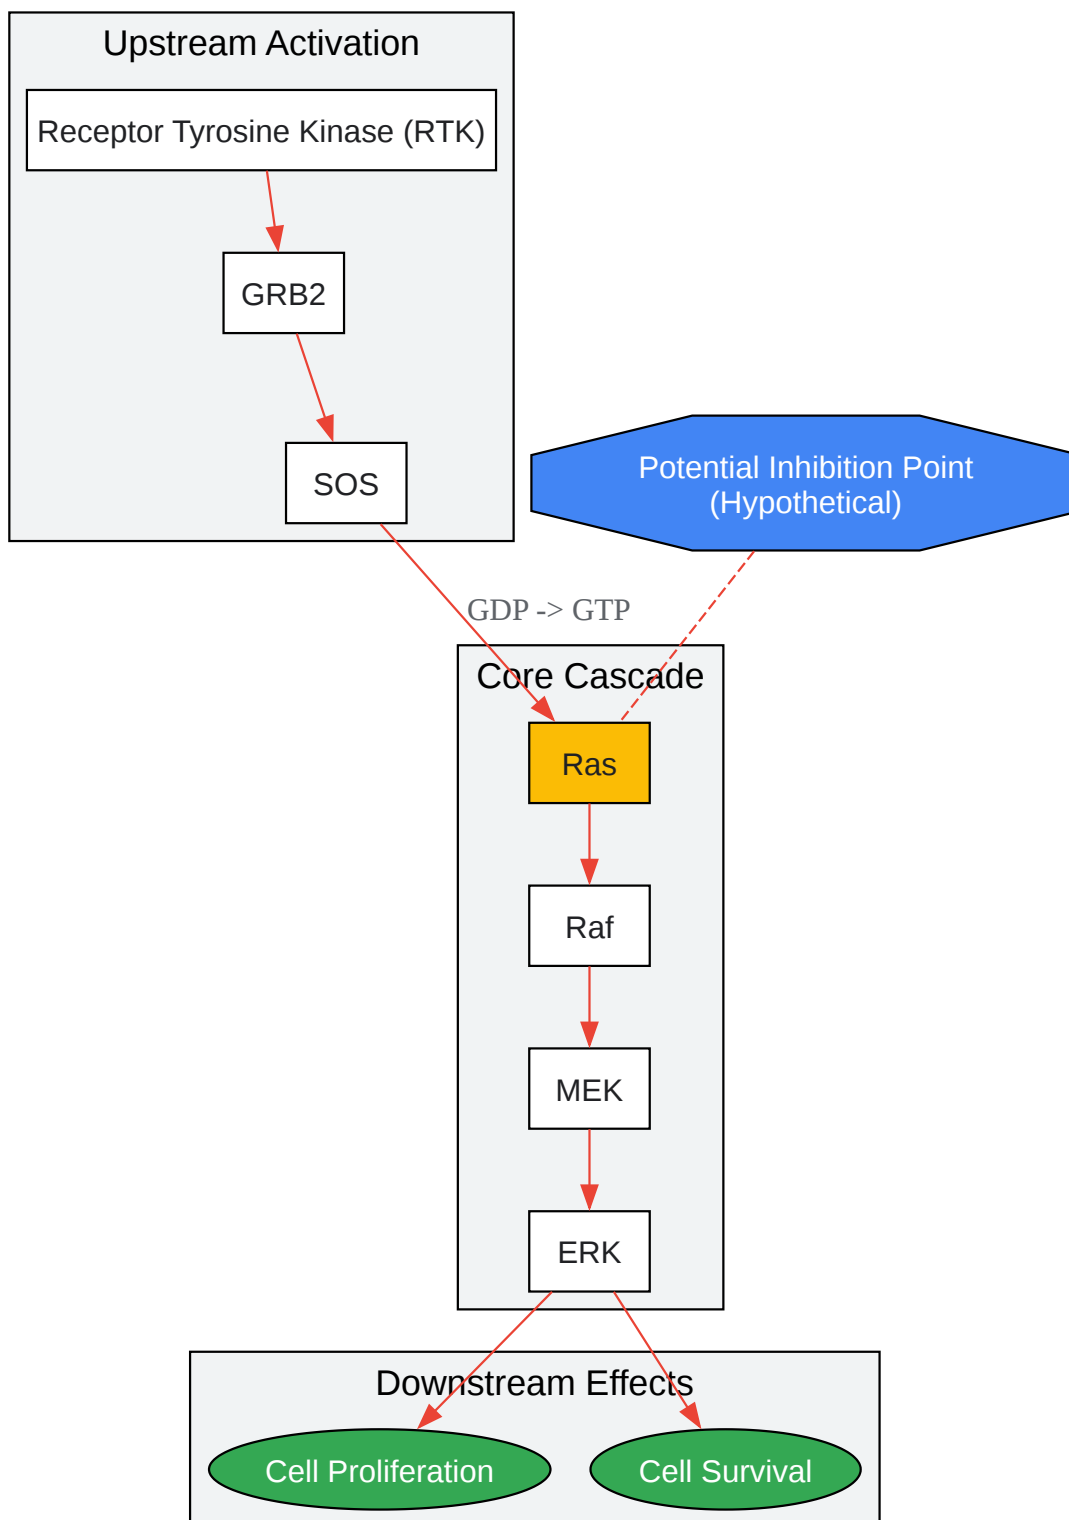 Upstream Activation
Receptor Tyrosine Kinase (RTK)
GRB2
SOS
Potential Inhibition Point
(Hypothetical)
GDP -> GTP
Core Cascade
Ras
Raf
MEK
ERK
Downstream Effects
Cell Proliferation
Cell Survival